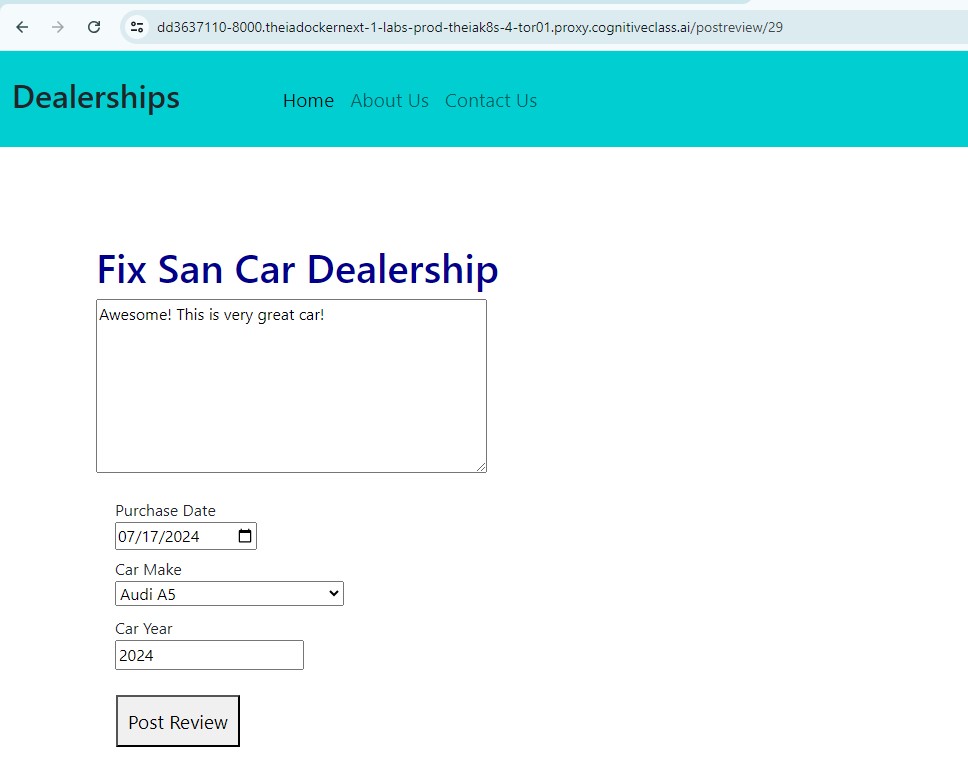 dd3637110-8000.theiadockernext-1-labs-prod-theiak8s-4-tor01.proxy.cognitiveclass.ai/postreview/29
Dealerships Home About Us Contact Us
Fix San Car Dealership
Awesome! This is very great car!
Purchase Date
07/17/2024
Car Make
Audi A5
Car Year
2024
Post Review